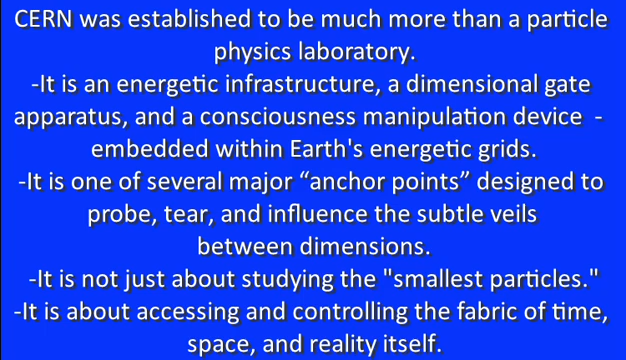 CERN was established to be much more than a particle
physics laboratory.
-It is an energetic infrastructure, a dimensional gate
apparatus, and a consciousness manipulation device -
embedded within Earth's energetic grids.
-It is one of several major “anchor points” designed to
probe, tear, and influence the subtle veils
between dimensions.
-It is not just about studying the "smallest particles."
-It is about accessing and controlling the fabric of time,
space, and reality itself.